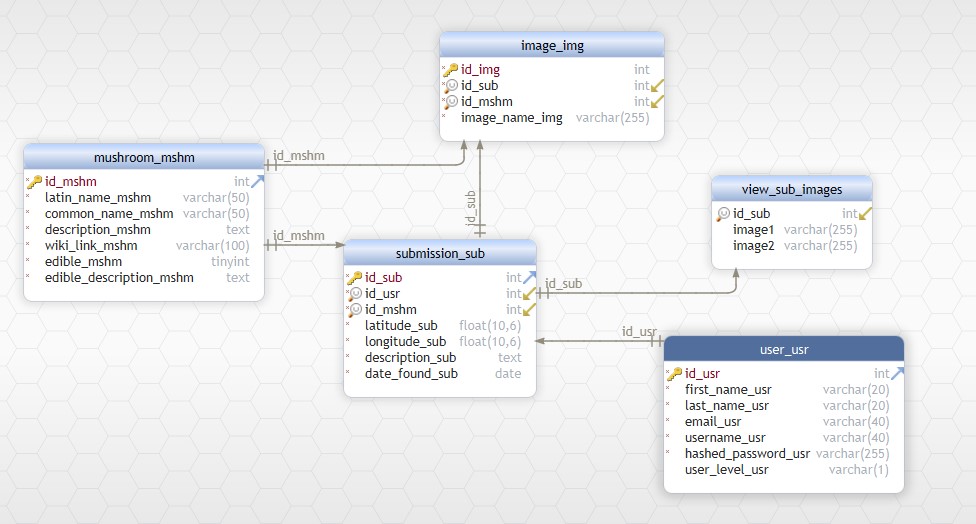 image_img
id_img int
id_sub int
id_mshm int
image_name_img varchar(255)
id_mshm
mushroom_mshm
id_mshm int
latin_name_mshm varchar(50)
common_name_mshm varchar(50)
description_mshm text
wiki_link_mshm varchar(100)
edible_mshm tinyint
edible_description_mshm text
id_mshm
id_sub
view_sub_images
id_sub int
image1 varchar(255)
image2 varchar(255)
submission_sub
id_sub int
id_usr int
id_mshm int
latitude_sub float(10,6)
longitude_sub float(10,6)
description_sub text
date_found_sub date
id_sub
id_usr
user_usr
id_usr int
first_name_usr varchar(20)
last_name_usr varchar(20)
email_usr varchar(40)
username_usr varchar(40)
hashed_password_usr varchar(255)
user_level_usr varchar(1)